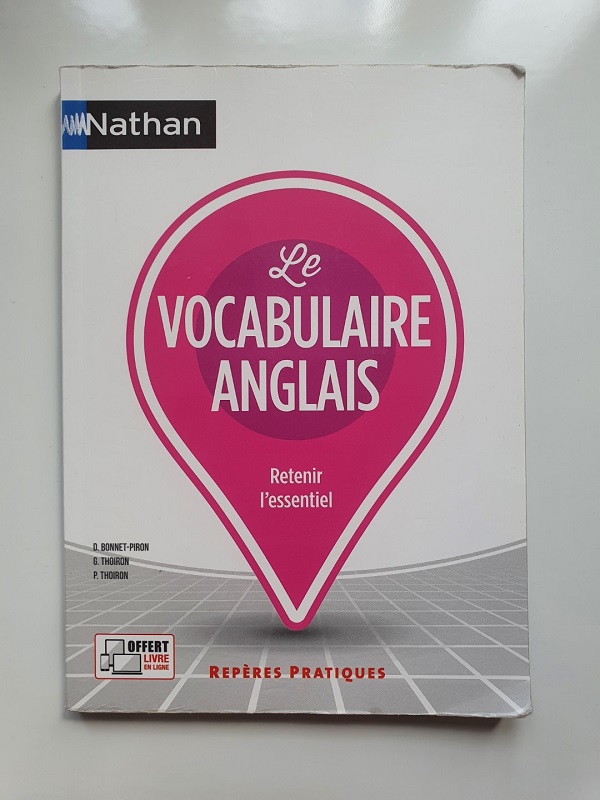 Nathan
Le
VOCABULAIRE
ANGLAIS
Retenir
l'essentiel
D. BONNET-PIRON
G. THOIRON
P. THOIRON
OFFERT
LIVRE
EN LIGNE
REPÈRES PRATIQUES